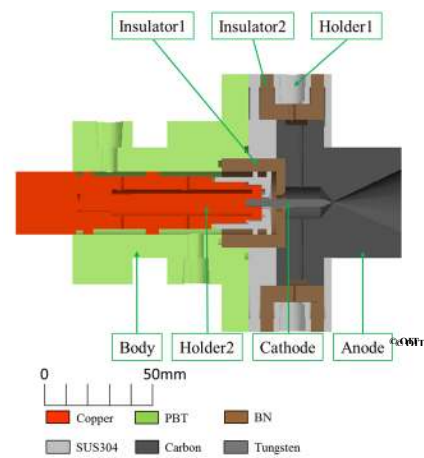 Insulator1 Insulator2 Holder1
Body Holder2 Cathode Anode
0 50mm
Copper PBT BN
SUS304 Carbon Tungsten